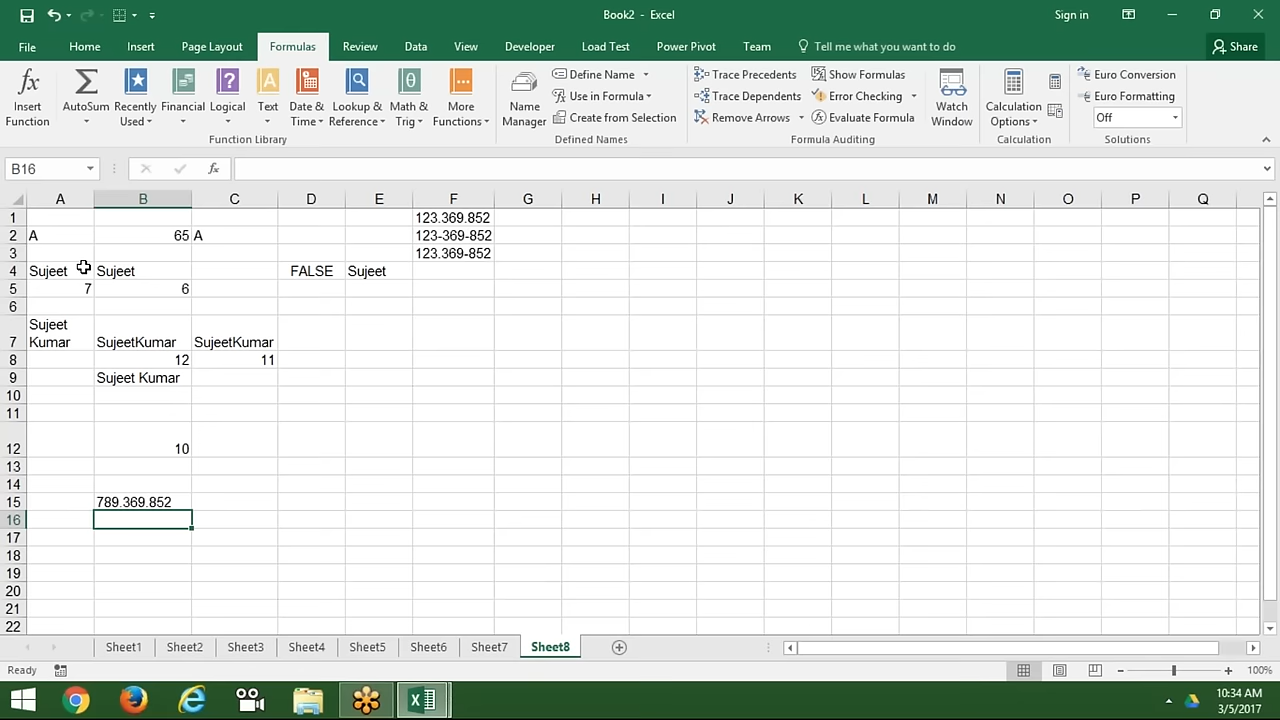 Book2 - Excel
Sign in
File Home Insert Page Layout Formulas Review Data View Developer Load Test Power Pivot Team Tell me what you want to do Share
Insert Function
AutoSum
Recently Used
Financial
Logical
Text
Date & Time
Lookup & Reference
Math & Trig
More Functions
Function Library
Name Manager
Define Name
Use in Formula
Create from Selection
Defined Names
Trace Precedents
Trace Dependents
Remove Arrows
Show Formulas
Error Checking
Evaluate Formula
Formula Auditing
Watch Window
Calculation Options
Calculation
Euro Conversion
Euro Formatting
Off
Solutions
B16 fx
A B C D E F G H I J K L M N O P Q
1 123.369.852
2 A 65 A 123-369-852
3 123.369-852
4 Sujeet Sujeet FALSE Sujeet
5 7 6
6
Sujeet
7 Kumar SujeetKumar SujeetKumar
8 12 11
9 Sujeet Kumar
10
11
12 10
13
14
15 789.369.852
16
17
18
19
20
21
22
Sheet1 Sheet2 Sheet3 Sheet4 Sheet5 Sheet6 Sheet7 Sheet8
Ready 100%
10:34 AM
3/5/2017